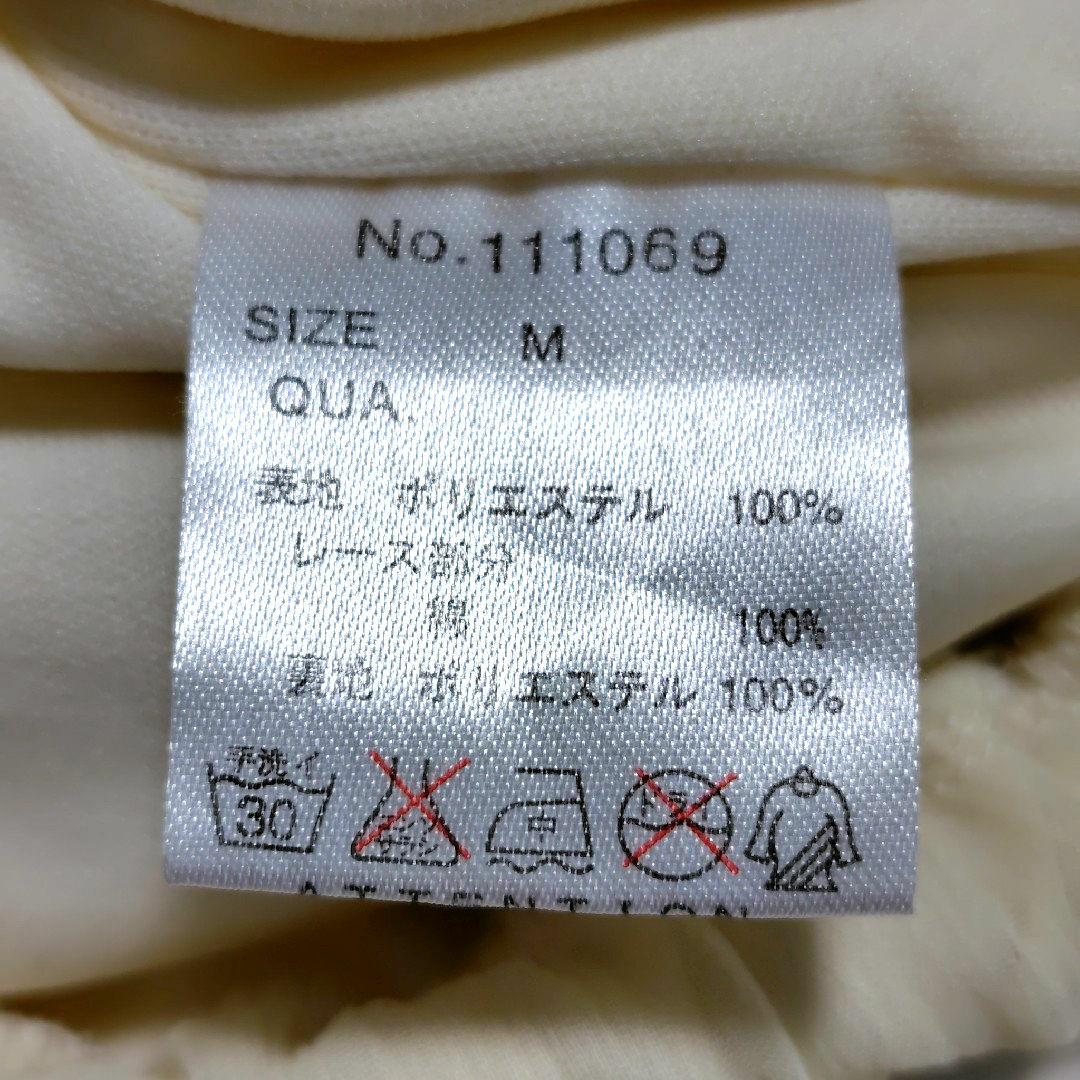 No.111069
SIZE M
QUA.
表地 ポリエステル 100%
レース部分
綿 100%
裏地 ポリエステル 100%
手洗イ
30
中
ATTENTION